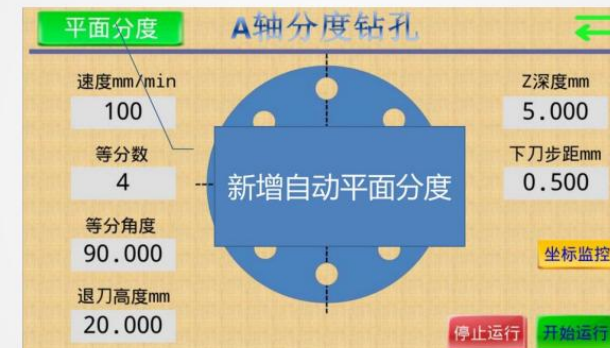 平面分度
A轴分度钻孔
速度mm/min
100
等分数
4
等分角度
90.000
退刀高度mm
20.000
新增自动平面分度
Z深度mm
5.000
下刀步距mm
0.500
坐标监控
停止运行
开始运行